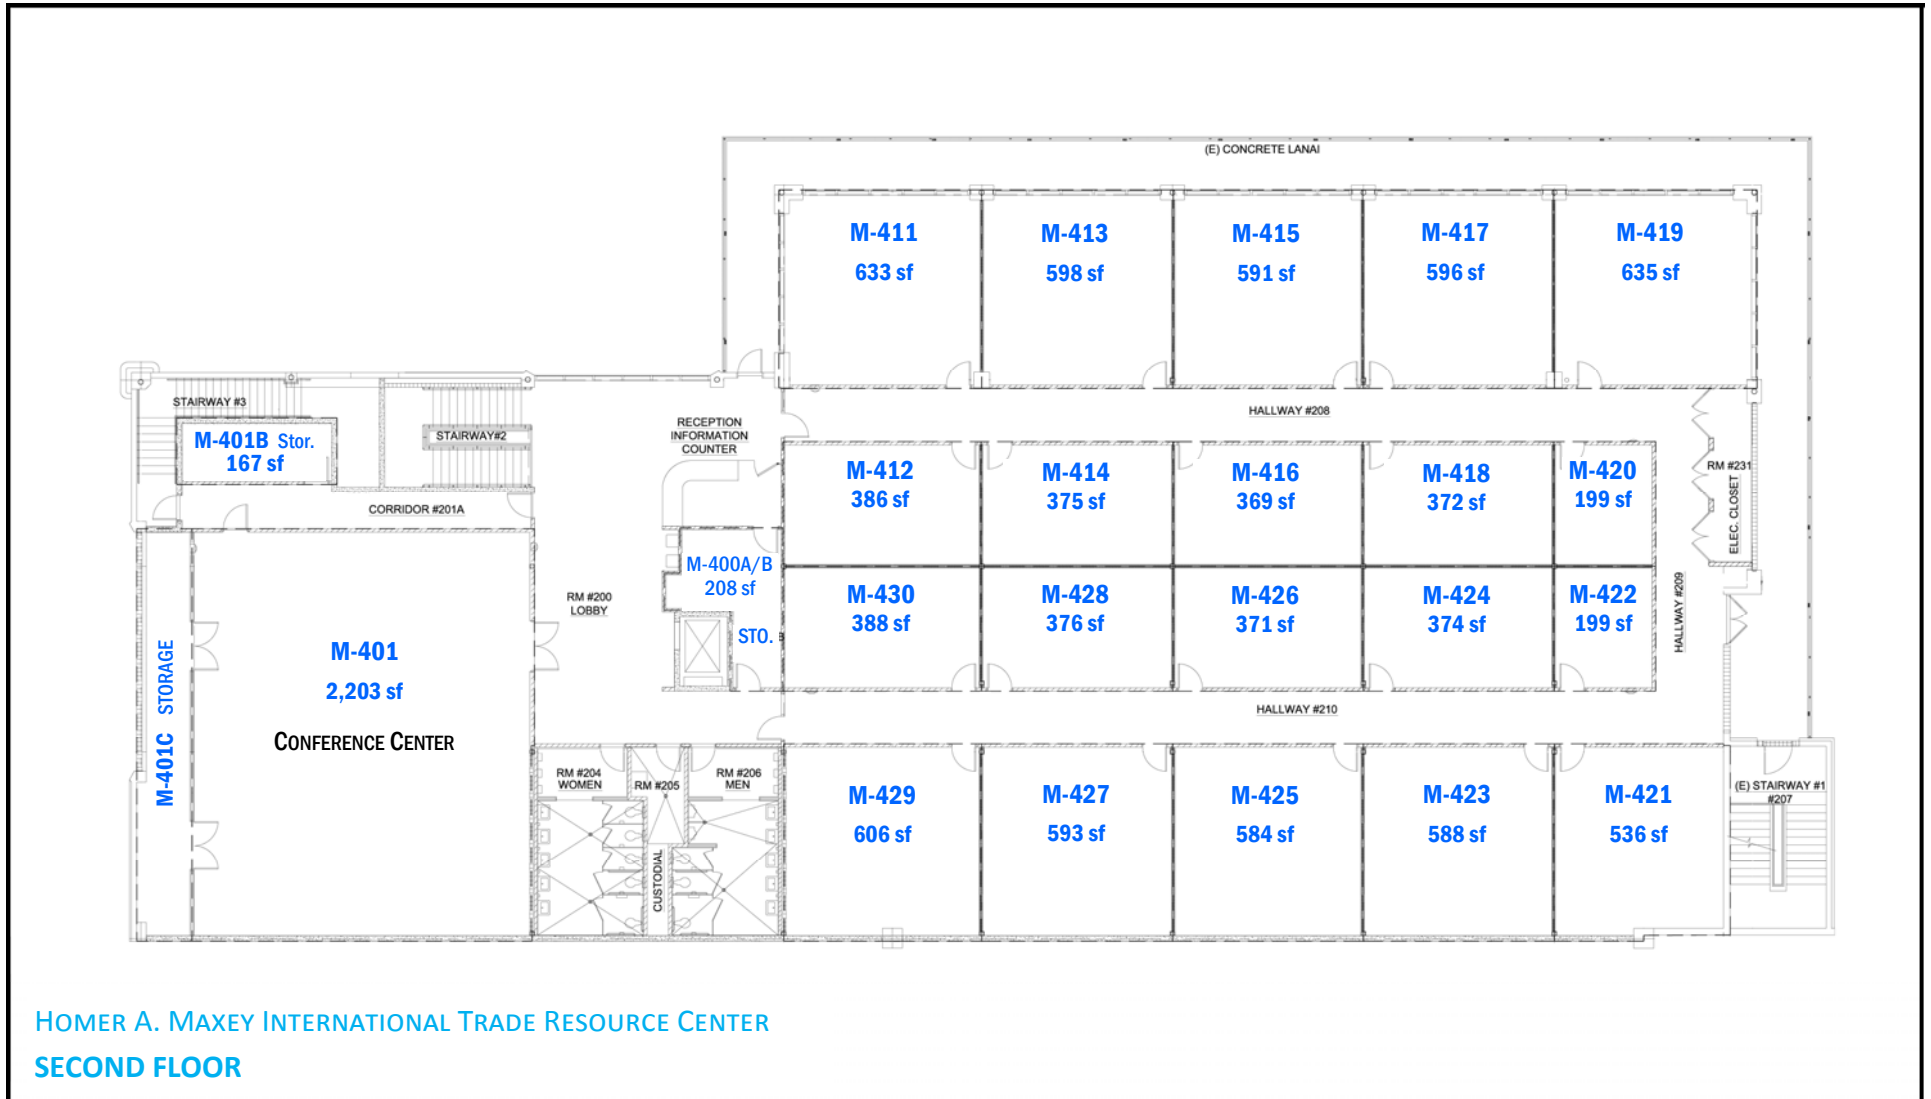 (E) CONCRETE LANAI
M-411
633 sf
M-413
598 sf
M-415
591 sf
M-417
596 sf
M-419
635 sf
STAIRWAY #3
M-401B Stor.
167 sf
STAIRWAY#2
RECEPTION
INFORMATION
COUNTER
HALLWAY #208
CORRIDOR #201A
M-412
386 sf
M-414
375 sf
M-416
369 sf
M-418
372 sf
M-420
199 sf
RM #231
ELEC. CLOSET
M-400A/B
208 sf
STO.
RM #200
LOBBY
M-430
388 sf
M-428
376 sf
M-426
371 sf
M-424
374 sf
M-422
199 sf
HALLWAY #209
M-401C STORAGE
M-401
2,203 sf
CONFERENCE CENTER
HALLWAY #210
RM #204
WOMEN
RM #205
RM #206
MEN
CUSTODIAL
M-429
606 sf
M-427
593 sf
M-425
584 sf
M-423
588 sf
M-421
536 sf
(E) STAIRWAY #1
#207
HOMER A. MAXEY INTERNATIONAL TRADE RESOURCE CENTER
SECOND FLOOR